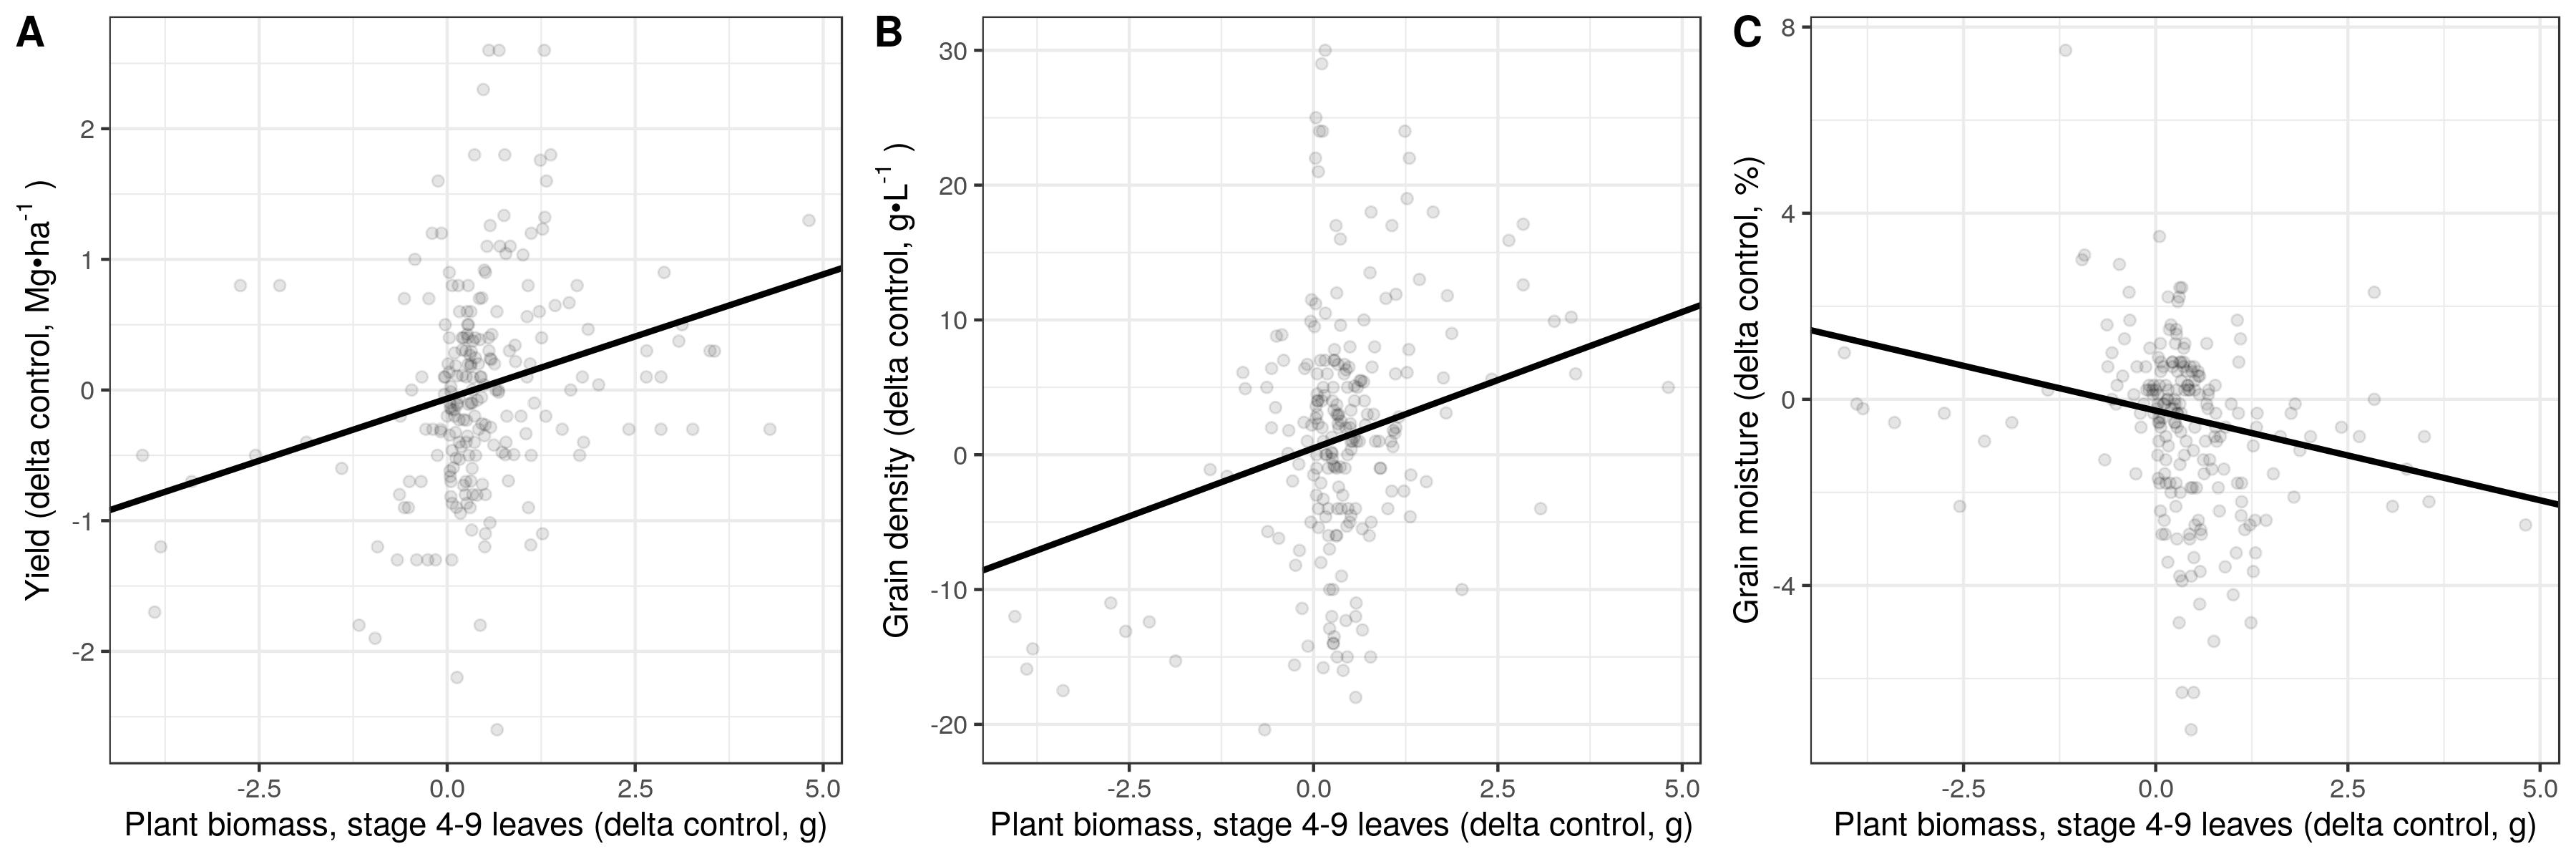 A
Yield (delta control, Mg•ha-1 )
2
1
0
-1
-2
-2.5 0.0 2.5 5.0
Plant biomass, stage 4-9 leaves (delta control, g)
B
Grain density (delta control, g•L-1 )
30
20
10
0
-10
-20
-2.5 0.0 2.5 5.0
Plant biomass, stage 4-9 leaves (delta control, g)
C
Grain moisture (delta control, %)
8
4
0
-4
-2.5 0.0 2.5 5.0
Plant biomass, stage 4-9 leaves (delta control, g)